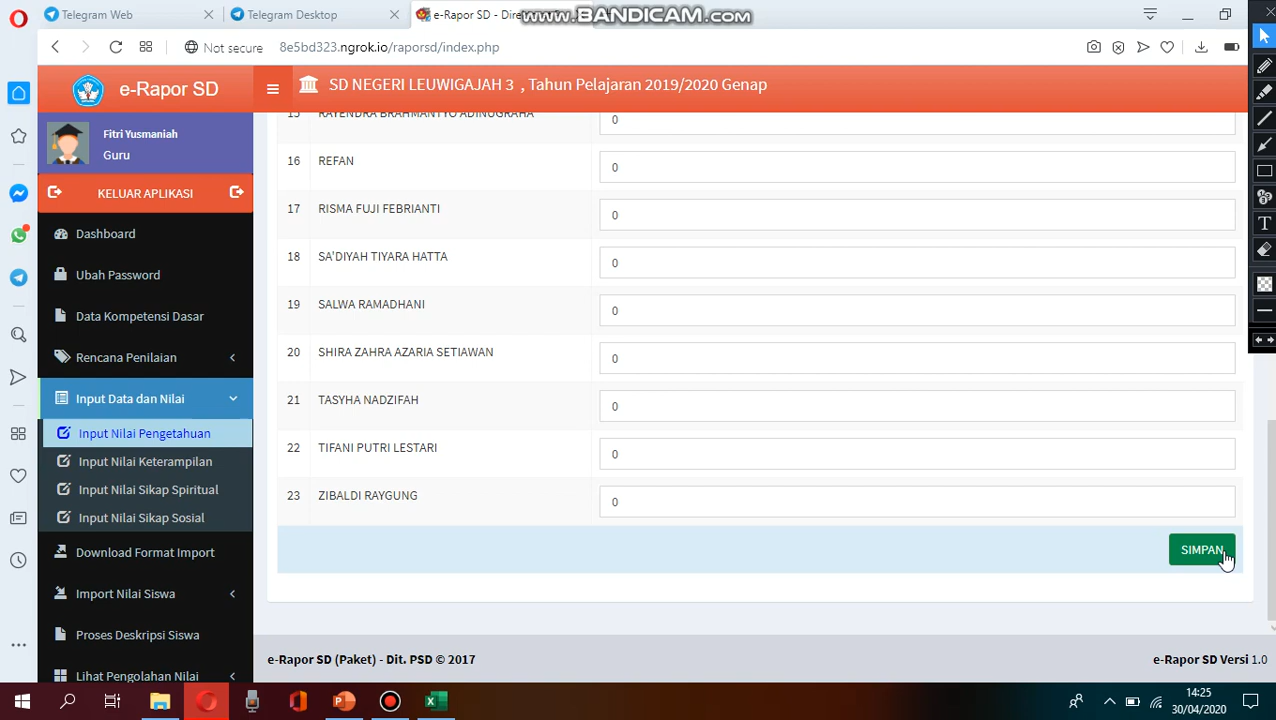 Telegram Web
Telegram Desktop
e-Rapor SD - Dire
www.BANDICAM.com
Not secure
8e5bd323.ngrok.io/raporsd/index.php
e-Rapor SD
SD NEGERI LEUWIGAJAH 3 , Tahun Pelajaran 2019/2020 Genap
Fitri Yusmaniah
Guru
KELUAR APLIKASI
Dashboard
Ubah Password
Data Kompetensi Dasar
Rencana Penilaian
Input Data dan Nilai
Input Nilai Pengetahuan
Input Nilai Keterampilan
Input Nilai Sikap Spiritual
Input Nilai Sikap Sosial
Download Format Import
Import Nilai Siswa
Proses Deskripsi Siswa
Lihat Pengolahan Nilai
15 RAYENDRA BRAHMANTYO ADINUGRAHA 0
16 REFAN 0
17 RISMA FUJI FEBRIANTI 0
18 SA'DIYAH TIYARA HATTA 0
19 SALWA RAMADHANI 0
20 SHIRA ZAHRA AZARIA SETIAWAN 0
21 TASYHA NADZIFAH 0
22 TIFANI PUTRI LESTARI 0
23 ZIBALDI RAYGUNG 0
SIMPAN
e-Rapor SD (Paket) - Dit. PSD © 2017
e-Rapor SD Versi 1.0
14:25
30/04/2020